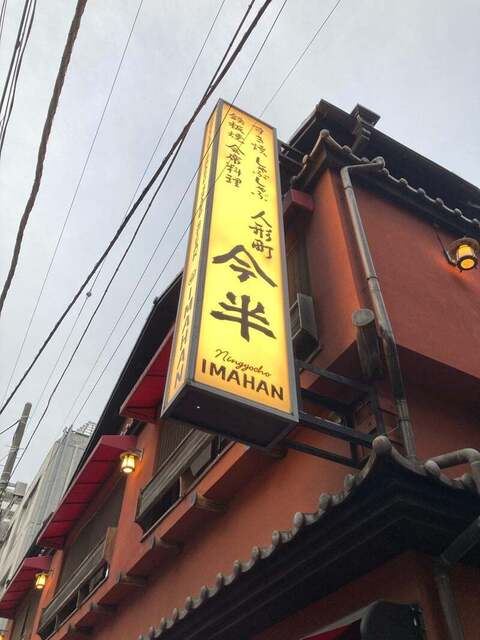 すき焼 しゃぶしゃぶ
鉄板焼 会席料理
人形町
今半
Ningyocho
IMAHAN
IMAHAN